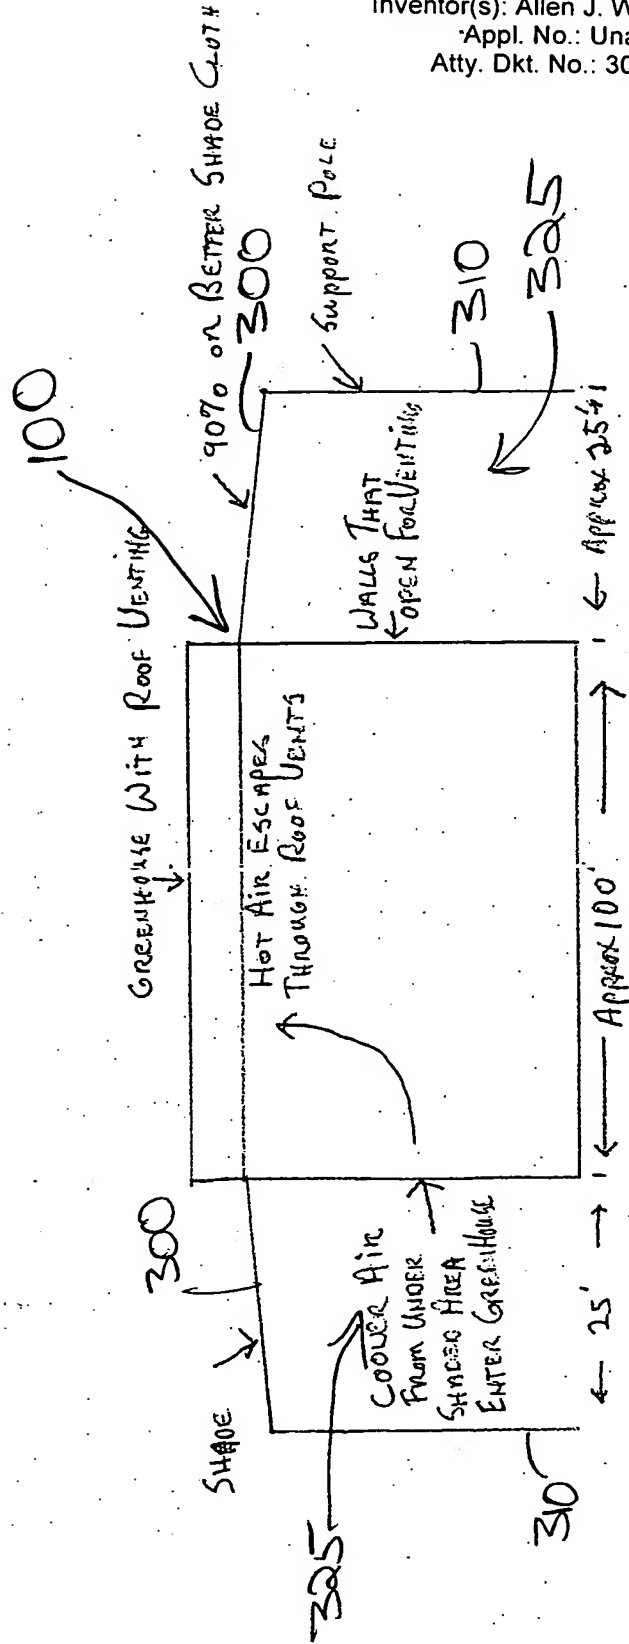 Inventor(s): Allen J. W
Appl. No.: Una
Atty. Dkt. No.: 30
100
GREENHOUSE WITH ROOF VENTING
90% OR BETTER SHADE CLOTH
300
SUPPORT POLE
310
325
WALLS THAT
OPEN FOR VENTING
HOT AIR ESCAPES
THROUGH ROOF VENTS
300
SHADE
325
COOLER AIR
FROM UNDER
SHADED AREA
ENTER GREENHOUSE
310
25'
APPROX 100'
APPROX 25'